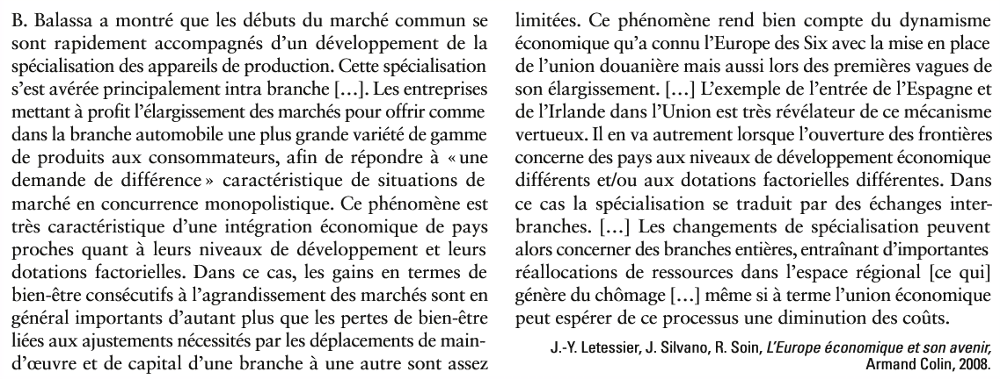 B. Balassa a montré que les débuts du marché commun se
sont rapidement accompagnés d'un développement de la
spécialisation des appareils de production. Cette spécialisation
s'est avérée principalement intra branche […]. Les entreprises
mettant à profit l'élargissement des marchés pour offrir comme
dans la branche automobile une plus grande variété de gamme
de produits aux consommateurs, afin de répondre à « une
demande de différence » caractéristique de situations de
marché en concurrence monopolistique. Ce phénomène est
très caractéristique d'une intégration économique de pays
proches quant à leurs niveaux de développement et leurs
dotations factorielles. Dans ce cas, les gains en termes de
bien-être consécutifs à l'agrandissement des marchés sont en
général importants d'autant plus que les pertes de bien-être
liées aux ajustements nécessités par les déplacements de main-
d'œuvre et de capital d'une branche à une autre sont assez
limitées. Ce phénomène rend bien compte du dynamisme
économique qu'a connu l'Europe des Six avec la mise en place
de l'union douanière mais aussi lors des premières vagues de
son élargissement. […] L'exemple de l'entrée de l'Espagne et
de l'Irlande dans l'Union est très révélateur de ce mécanisme
vertueux. Il en va autrement lorsque l'ouverture des frontières
concerne des pays aux niveaux de développement économique
différents et/ou aux dotations factorielles différentes. Dans
ce cas la spécialisation se traduit par des échanges inter-
branches. […] Les changements de spécialisation peuvent
alors concerner des branches entières, entraînant d'importantes
réallocations de ressources dans l'espace régional [ce qui]
génère du chômage […] même si à terme l'union économique
peut espérer de ce processus une diminution des coûts.
J.-Y. Letessier, J. Silvano, R. Soin, L'Europe économique et son avenir,
Armand Colin, 2008.